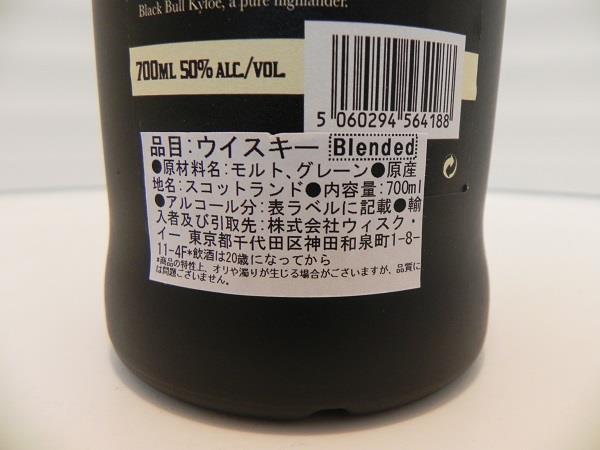 Black Bull Kyloe, a pure highlander.
700ML 50% ALC./VOL.
5 060294 564188
品目:ウイスキー Blended
●原材料名:モルト、グレーン●原産
地名:スコットランド●内容量:700ml
●アルコール分:表ラベルに記載●輸
入者及び引取先:株式会社ウィスク・
イー 東京都千代田区神田和泉町1-8-
11-4F*飲酒は20歳になってから
*商品の特性上、オリや濁りが生じる場合がございますが、品質に
は問題ございません。